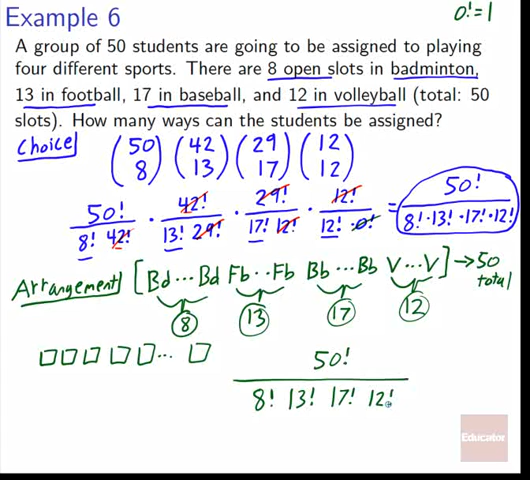 Example 6
0!=1
A group of 50 students are going to be assigned to playing
four different sports. There are 8 open slots in badminton,
13 in football, 17 in baseball, and 12 in volleyball (total: 50
slots). How many ways can the students be assigned?
Choice
(50 8) (42 13) (29 17) (12 12)
50!/(8! 42!) · 42!/(13! 29!) · 29!/(17! 12!) · 12!/(12! · 0!) = 50!/(8! · 13! · 17! · 12!)
Arrangement [Bd ... Bd Fb .. Fb Bb ... Bb V ... V] → 50 total
8 13 17 12
...
50!
8! 13! 17! 12!
Educator